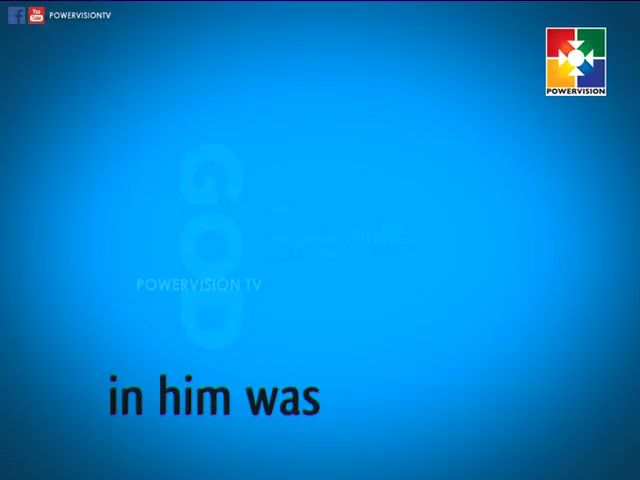 POWERVISIONTV
POWERVISION
GOD
POWERVISION TV
in him was